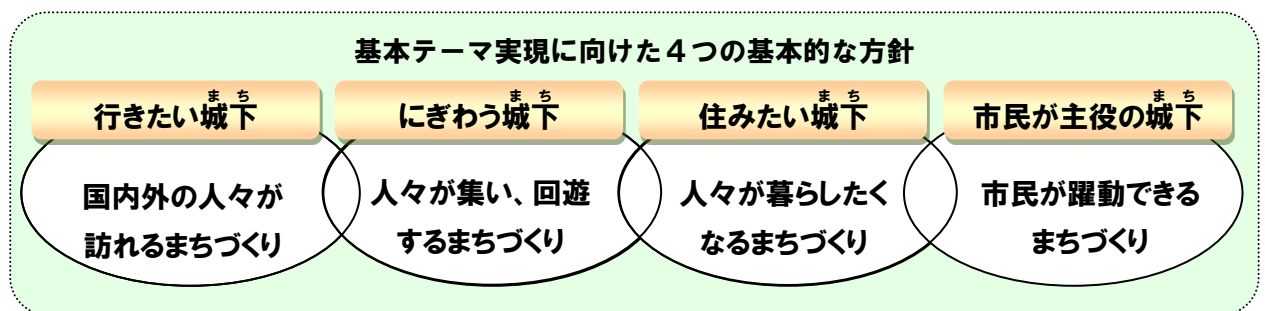 基本テーマ実現に向けた４つの基本的な方針
まち
行きたい城下
まち
にぎわう城下
まち
住みたい城下
まち
市民が主役の城下
国内外の人々が
訪れるまちづくり
人々が集い、回遊
するまちづくり
人々が暮らしたく
なるまちづくり
市民が躍動できる
まちづくり